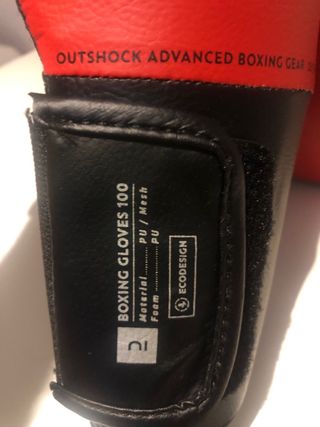 OUTSHOCK ADVANCED BOXING GEAR
BOXING GLOVES 100
Material ........... PU / Mesh
Foam ............... PU
ECODESIGN